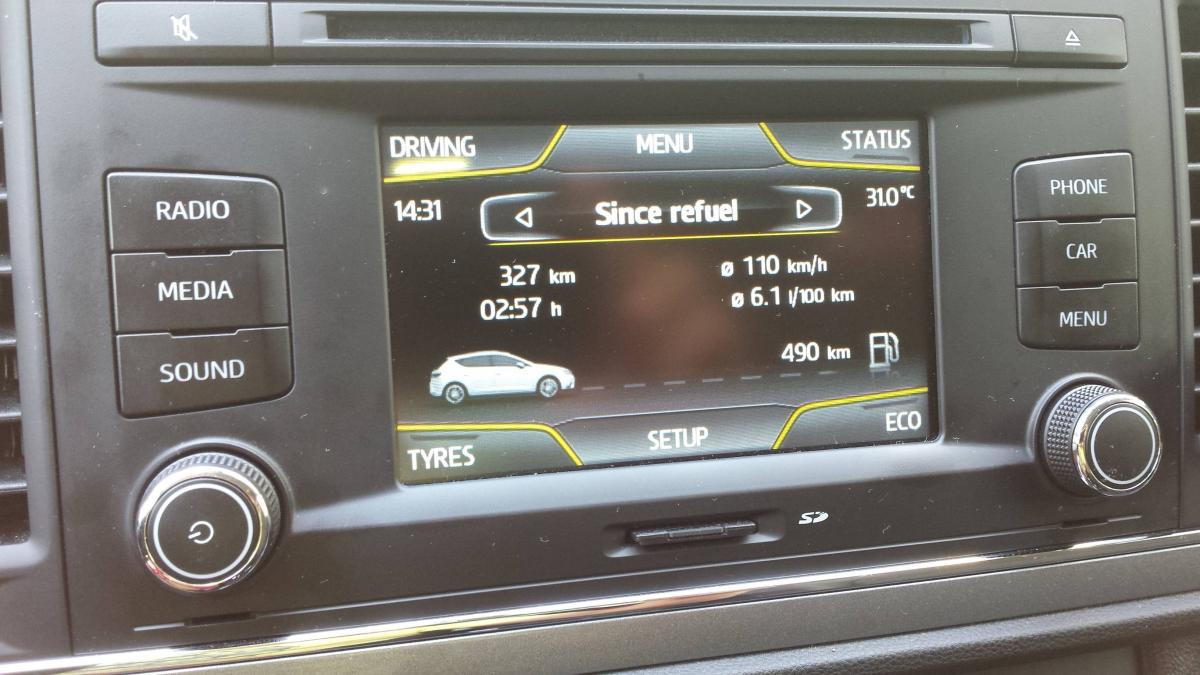 DRIVING MENU STATUS
14:31 Since refuel 31.0°C
327 km ø 110 km/h
02:57 h ø 6.1 l/100 km
490 km
TYRES SETUP ECO
RADIO
MEDIA
SOUND
PHONE
CAR
MENU
SD